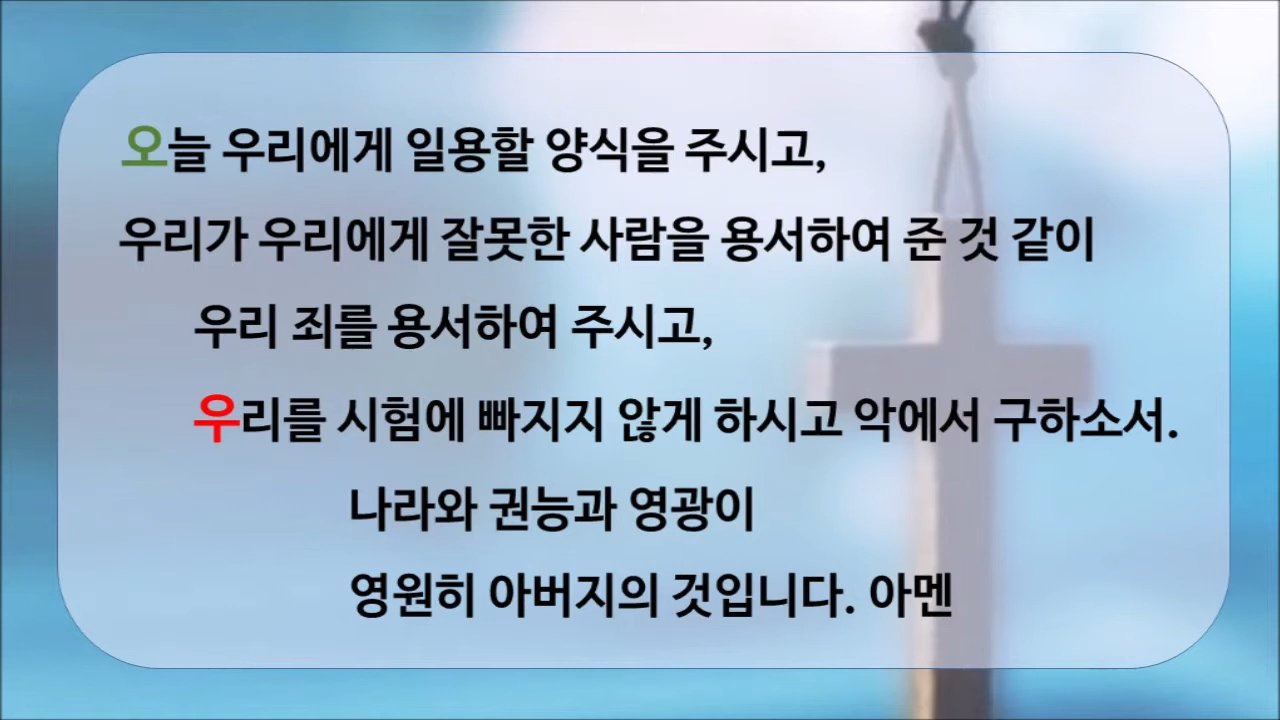 오늘 우리에게 일용할 양식을 주시고,
우리가 우리에게 잘못한 사람을 용서하여 준 것 같이
우리 죄를 용서하여 주시고,
우리를 시험에 빠지지 않게 하시고 악에서 구하소서.
나라와 권능과 영광이
영원히 아버지의 것입니다. 아멘